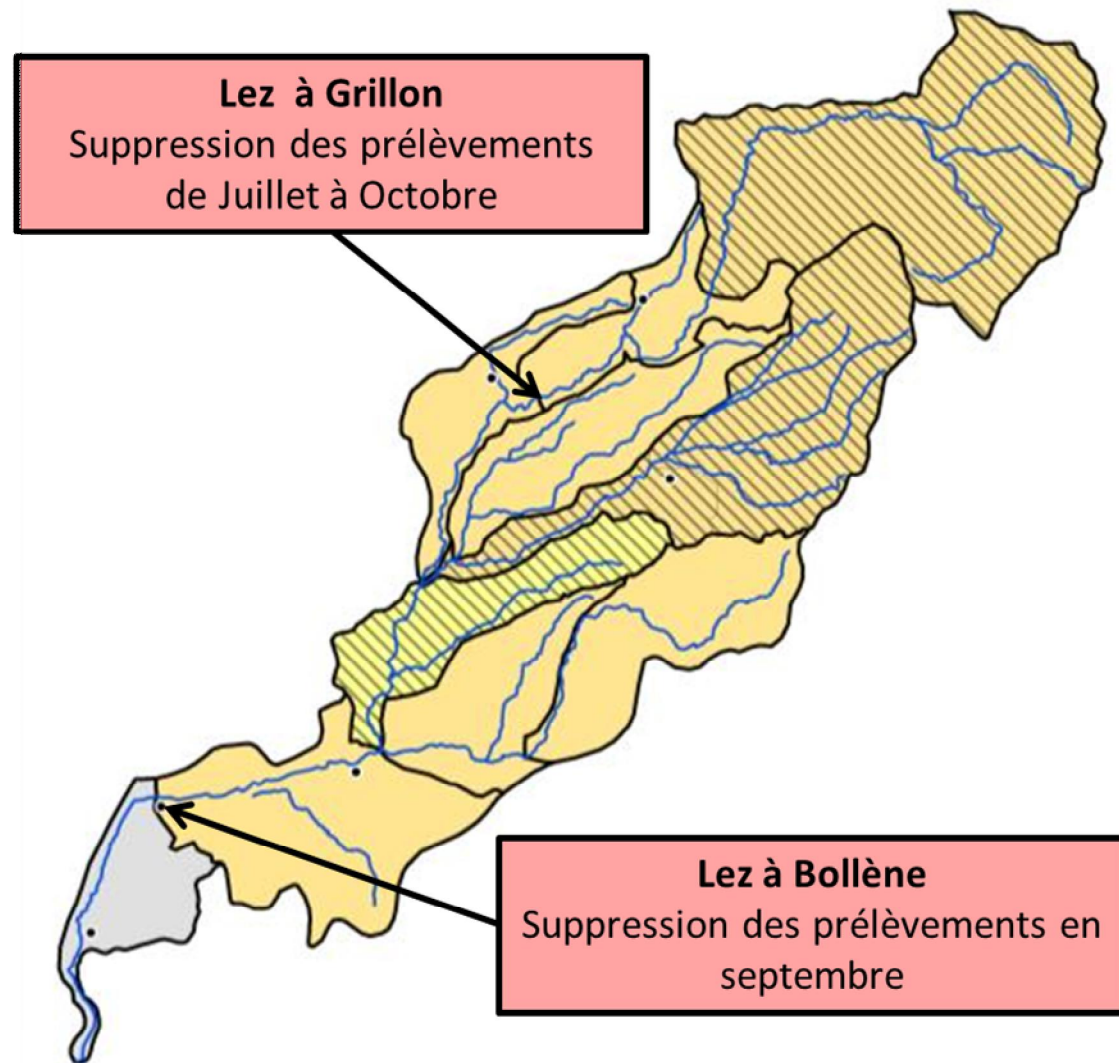 Lez à Grillon
Suppression des prélèvements
de Juillet à Octobre
Lez à Bollène
Suppression des prélèvements en
septembre